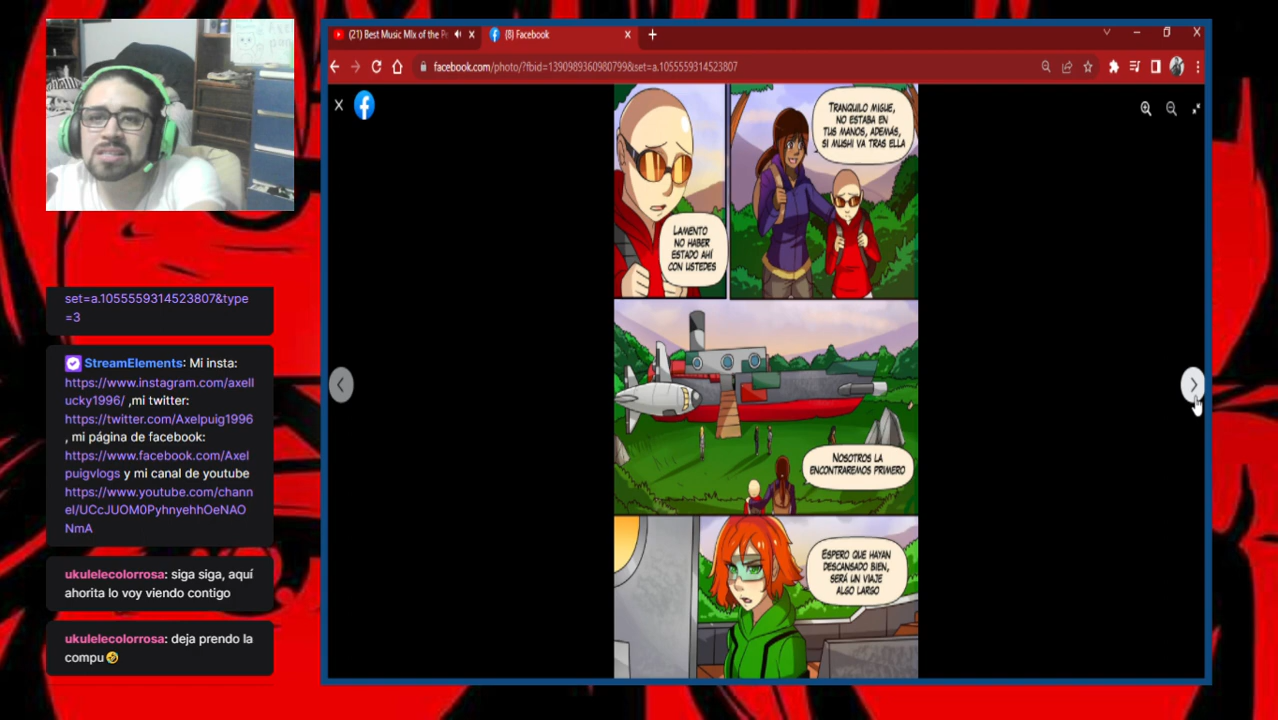 (21) Best Music Mix of the Po
(8) Facebook
facebook.com/photo/?fbid=1390989360980799&set=a.1055559314523807
set=a.1055559314523807&type
=3
StreamElements: Mi insta:
https://www.instagram.com/axell
ucky1996/ ,mi twitter:
https://twitter.com/Axelpuig1996
, mi página de facebook:
https://www.facebook.com/Axel
puigvlogs y mi canal de youtube
https://www.youtube.com/chann
el/UCcJUOM0PyhnyehhOeNAO
NmA
ukulelecolorrosa: siga siga, aquí
ahorita lo voy viendo contigo
ukulelecolorrosa: deja prendo la
compu🤣
LAMENTO
NO HABER
ESTADO AHÍ
CON USTEDES
TRANQUILO MIGUE,
NO ESTABA EN
TUS MANOS, ADEMÁS,
SI MUSHI VA TRAS ELLA
NOSOTROS LA
ENCONTRAREMOS PRIMERO
ESPERO QUE HAYAN
DESCANSADO BIEN,
SERÁ UN VIAJE
ALGO LARGO